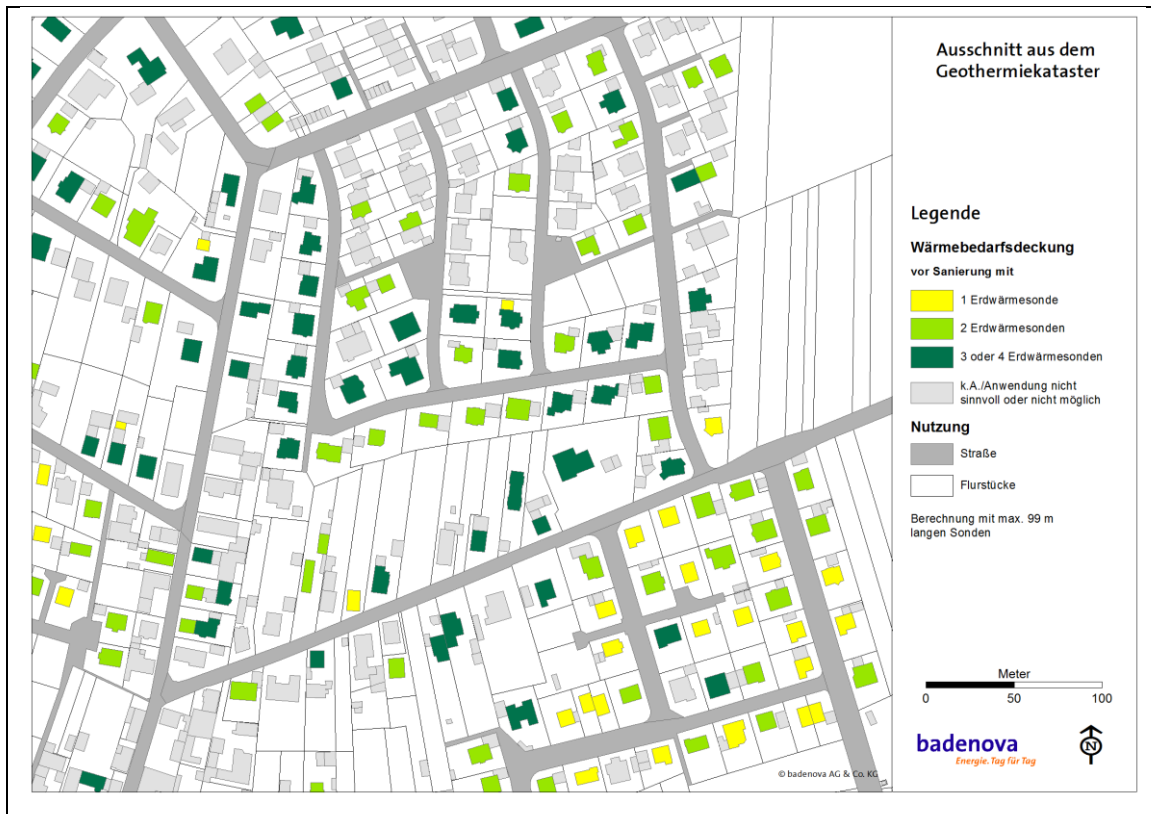 Ausschnitt aus dem
Geothermiekataster
Legende
Wärmebedarfsdeckung
vor Sanierung mit
1 Erdwärmesonde
2 Erdwärmesonden
3 oder 4 Erdwärmesonden
k.A./Anwendung nicht
sinnvoll oder nicht möglich
Nutzung
Straße
Flurstücke
Berechnung mit max. 99 m
langen Sonden
Meter
0 50 100
badenova
Energie. Tag für Tag
N
© badenova AG & Co. KG